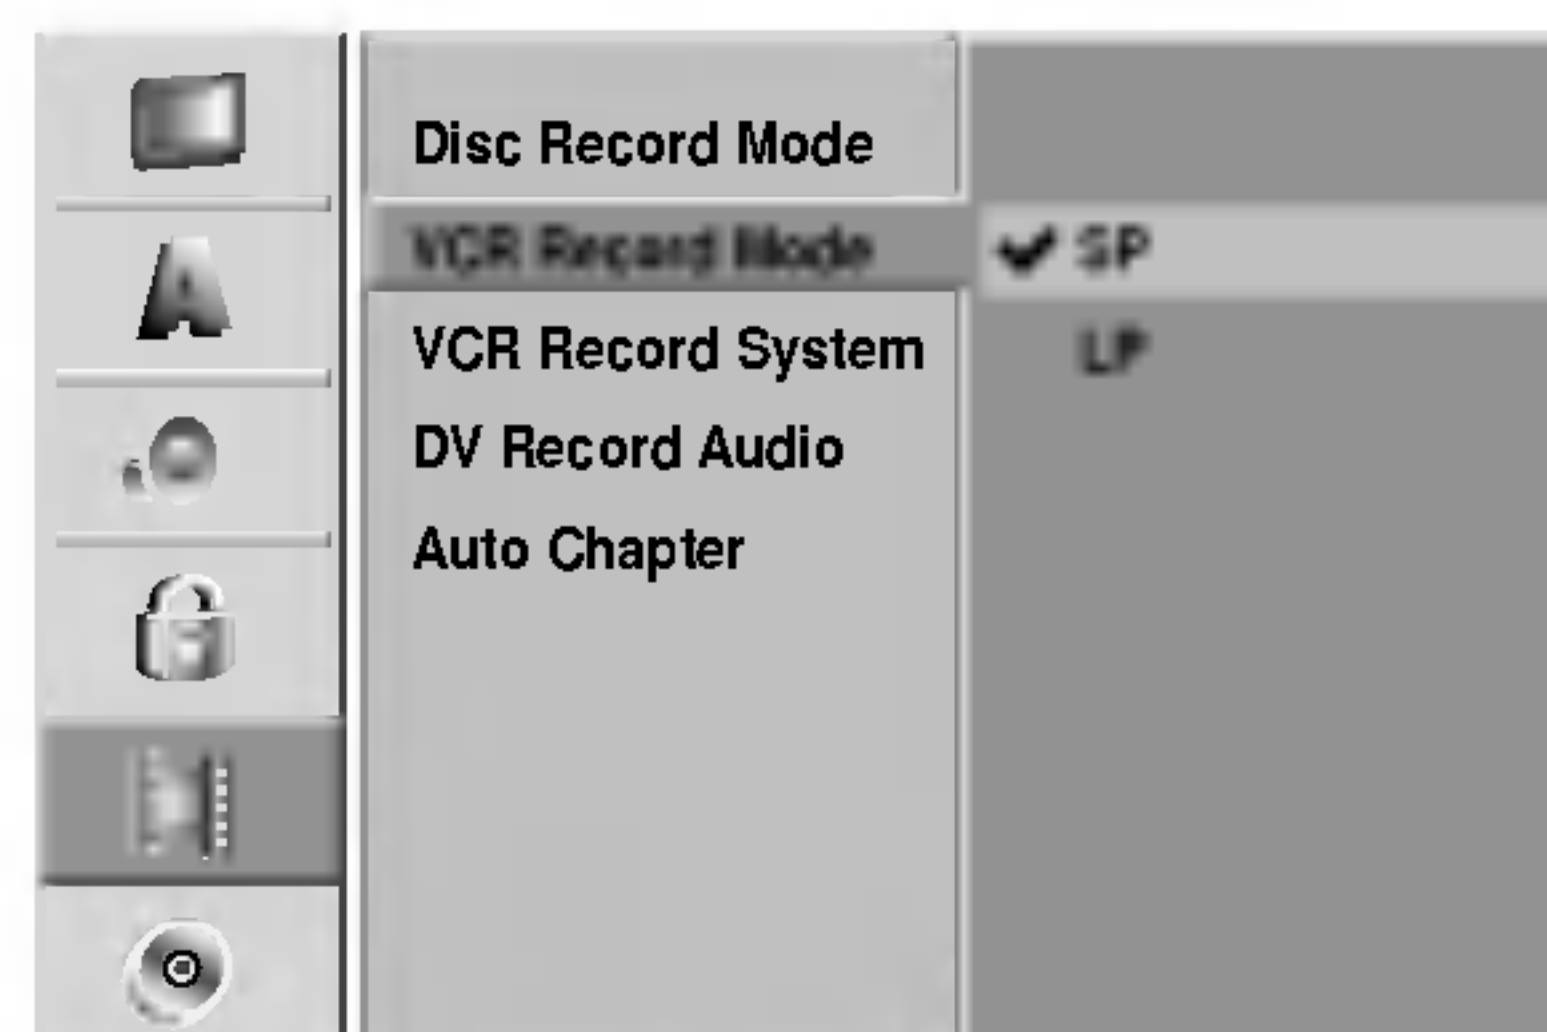 Disc Record Mode
VCR Record Mode
SP
VCR Record System
LP
DV Record Audio
Auto Chapter